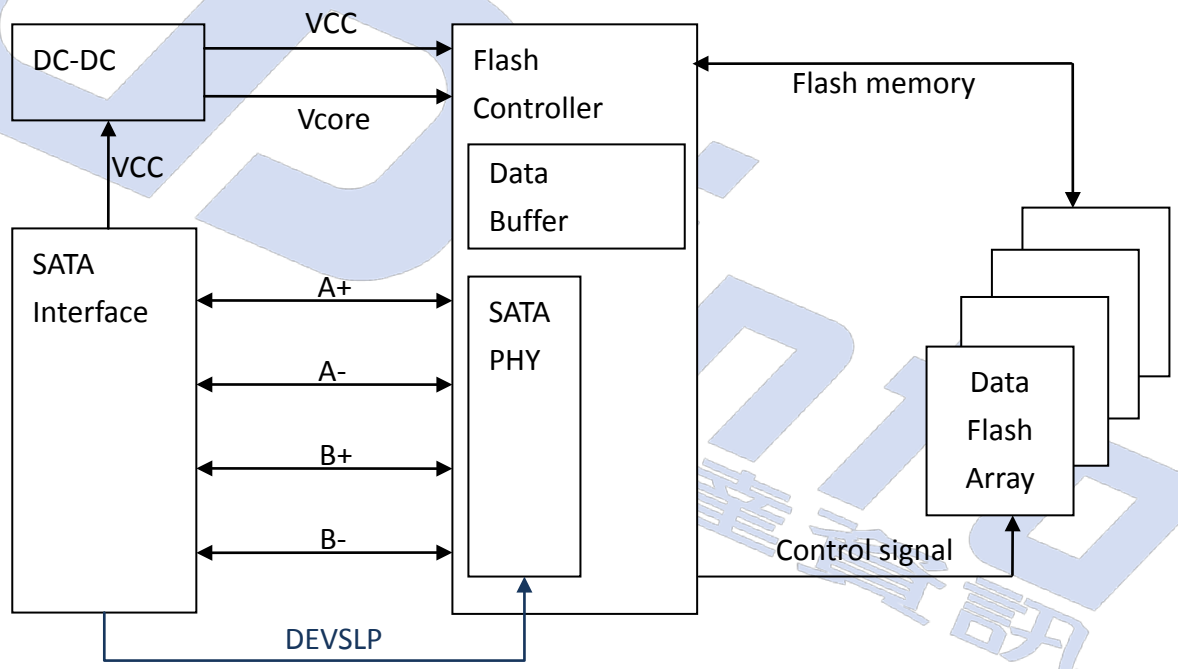 VCC
DC-DC
Vcore
VCC
Flash
Controller
Data
Buffer
Flash memory
SATA
Interface
A+
A-
B+
B-
SATA
PHY
Data
Flash
Array
Control signal
DEVSLP